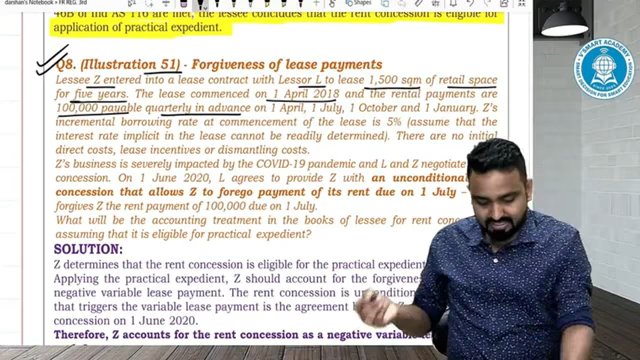 darshan's Notebook » FR REG. 3rd
46B of Ind AS 116 are met, the lessee concludes that the rent concession is eligible for
application of practical expedient.
Q8. (Illustration 51) - Forgiveness of lease payments
Lessee Z entered into a lease contract with Lessor L to lease 1,500 sqm of retail space
for five years. The lease commenced on 1 April 2018 and the rental payments are
100,000 payable quarterly in advance on 1 April, 1 July, 1 October and 1 January. Z's
incremental borrowing rate at commencement of the lease is 5% (assume that the
interest rate implicit in the lease cannot be readily determined). There are no initial
direct costs, lease incentives or dismantling costs.
Z's business is severely impacted by the COVID-19 pandemic and L and Z negotiate
concession. On 1 June 2020, L agrees to provide Z with an unconditional
concession that allows Z to forego payment of its rent due on 1 July –
forgives Z the rent payment of 100,000 due on 1 July.
What will be the accounting treatment in the books of lessee for rent
assuming that it is eligible for practical expedient?
SOLUTION:
Z determines that the rent concession is eligible for the practical expedient
Applying the practical expedient, Z should account for the forgiveness
negative variable lease payment. The rent concession is unconditional
that triggers the variable lease payment is the agreement
concession on 1 June 2020.
Therefore, Z accounts for the rent concession as a negative variable
V'SMART ACADEMY